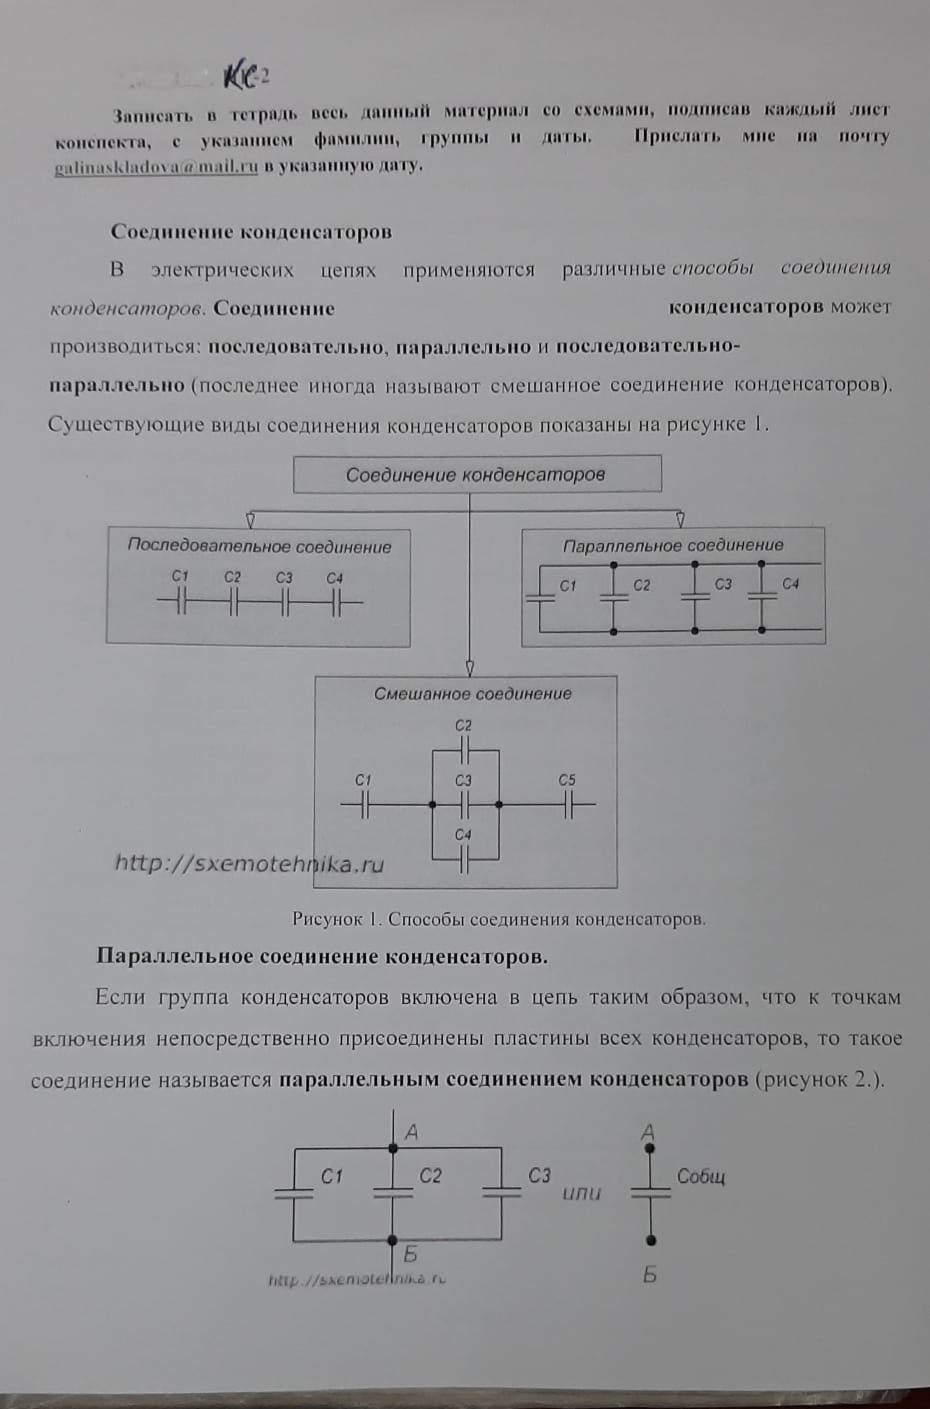 КС-2
Записать в тетрадь весь данный материал со схемами, подписав каждый лист
конспекта, с указанием фамилии, группы и даты. Прислать мне на почту
galinaskladova@mail.ru в указанную дату.
Соединение конденсаторов
В электрических цепях применяются различные способы соединения
конденсаторов. Соединение конденсаторов может
производиться: последовательно, параллельно и последовательно-
параллельно (последнее иногда называют смешанное соединение конденсаторов).
Существующие виды соединения конденсаторов показаны на рисунке 1.
Соединение конденсаторов
Последовательное соединение
C1 C2 C3 C4
Параллельное соединение
C1 C2 C3 C4
Смешанное соединение
C2
C1 C3 C5
C4
http://sxemotehnika.ru
Рисунок 1. Способы соединения конденсаторов.
Параллельное соединение конденсаторов.
Если группа конденсаторов включена в цепь таким образом, что к точкам
включения непосредственно присоединены пластины всех конденсаторов, то такое
соединение называется параллельным соединением конденсаторов (рисунок 2.).
А А
C1 C2 C3 или Cобщ
Б Б
http://sxemotehnika.ru